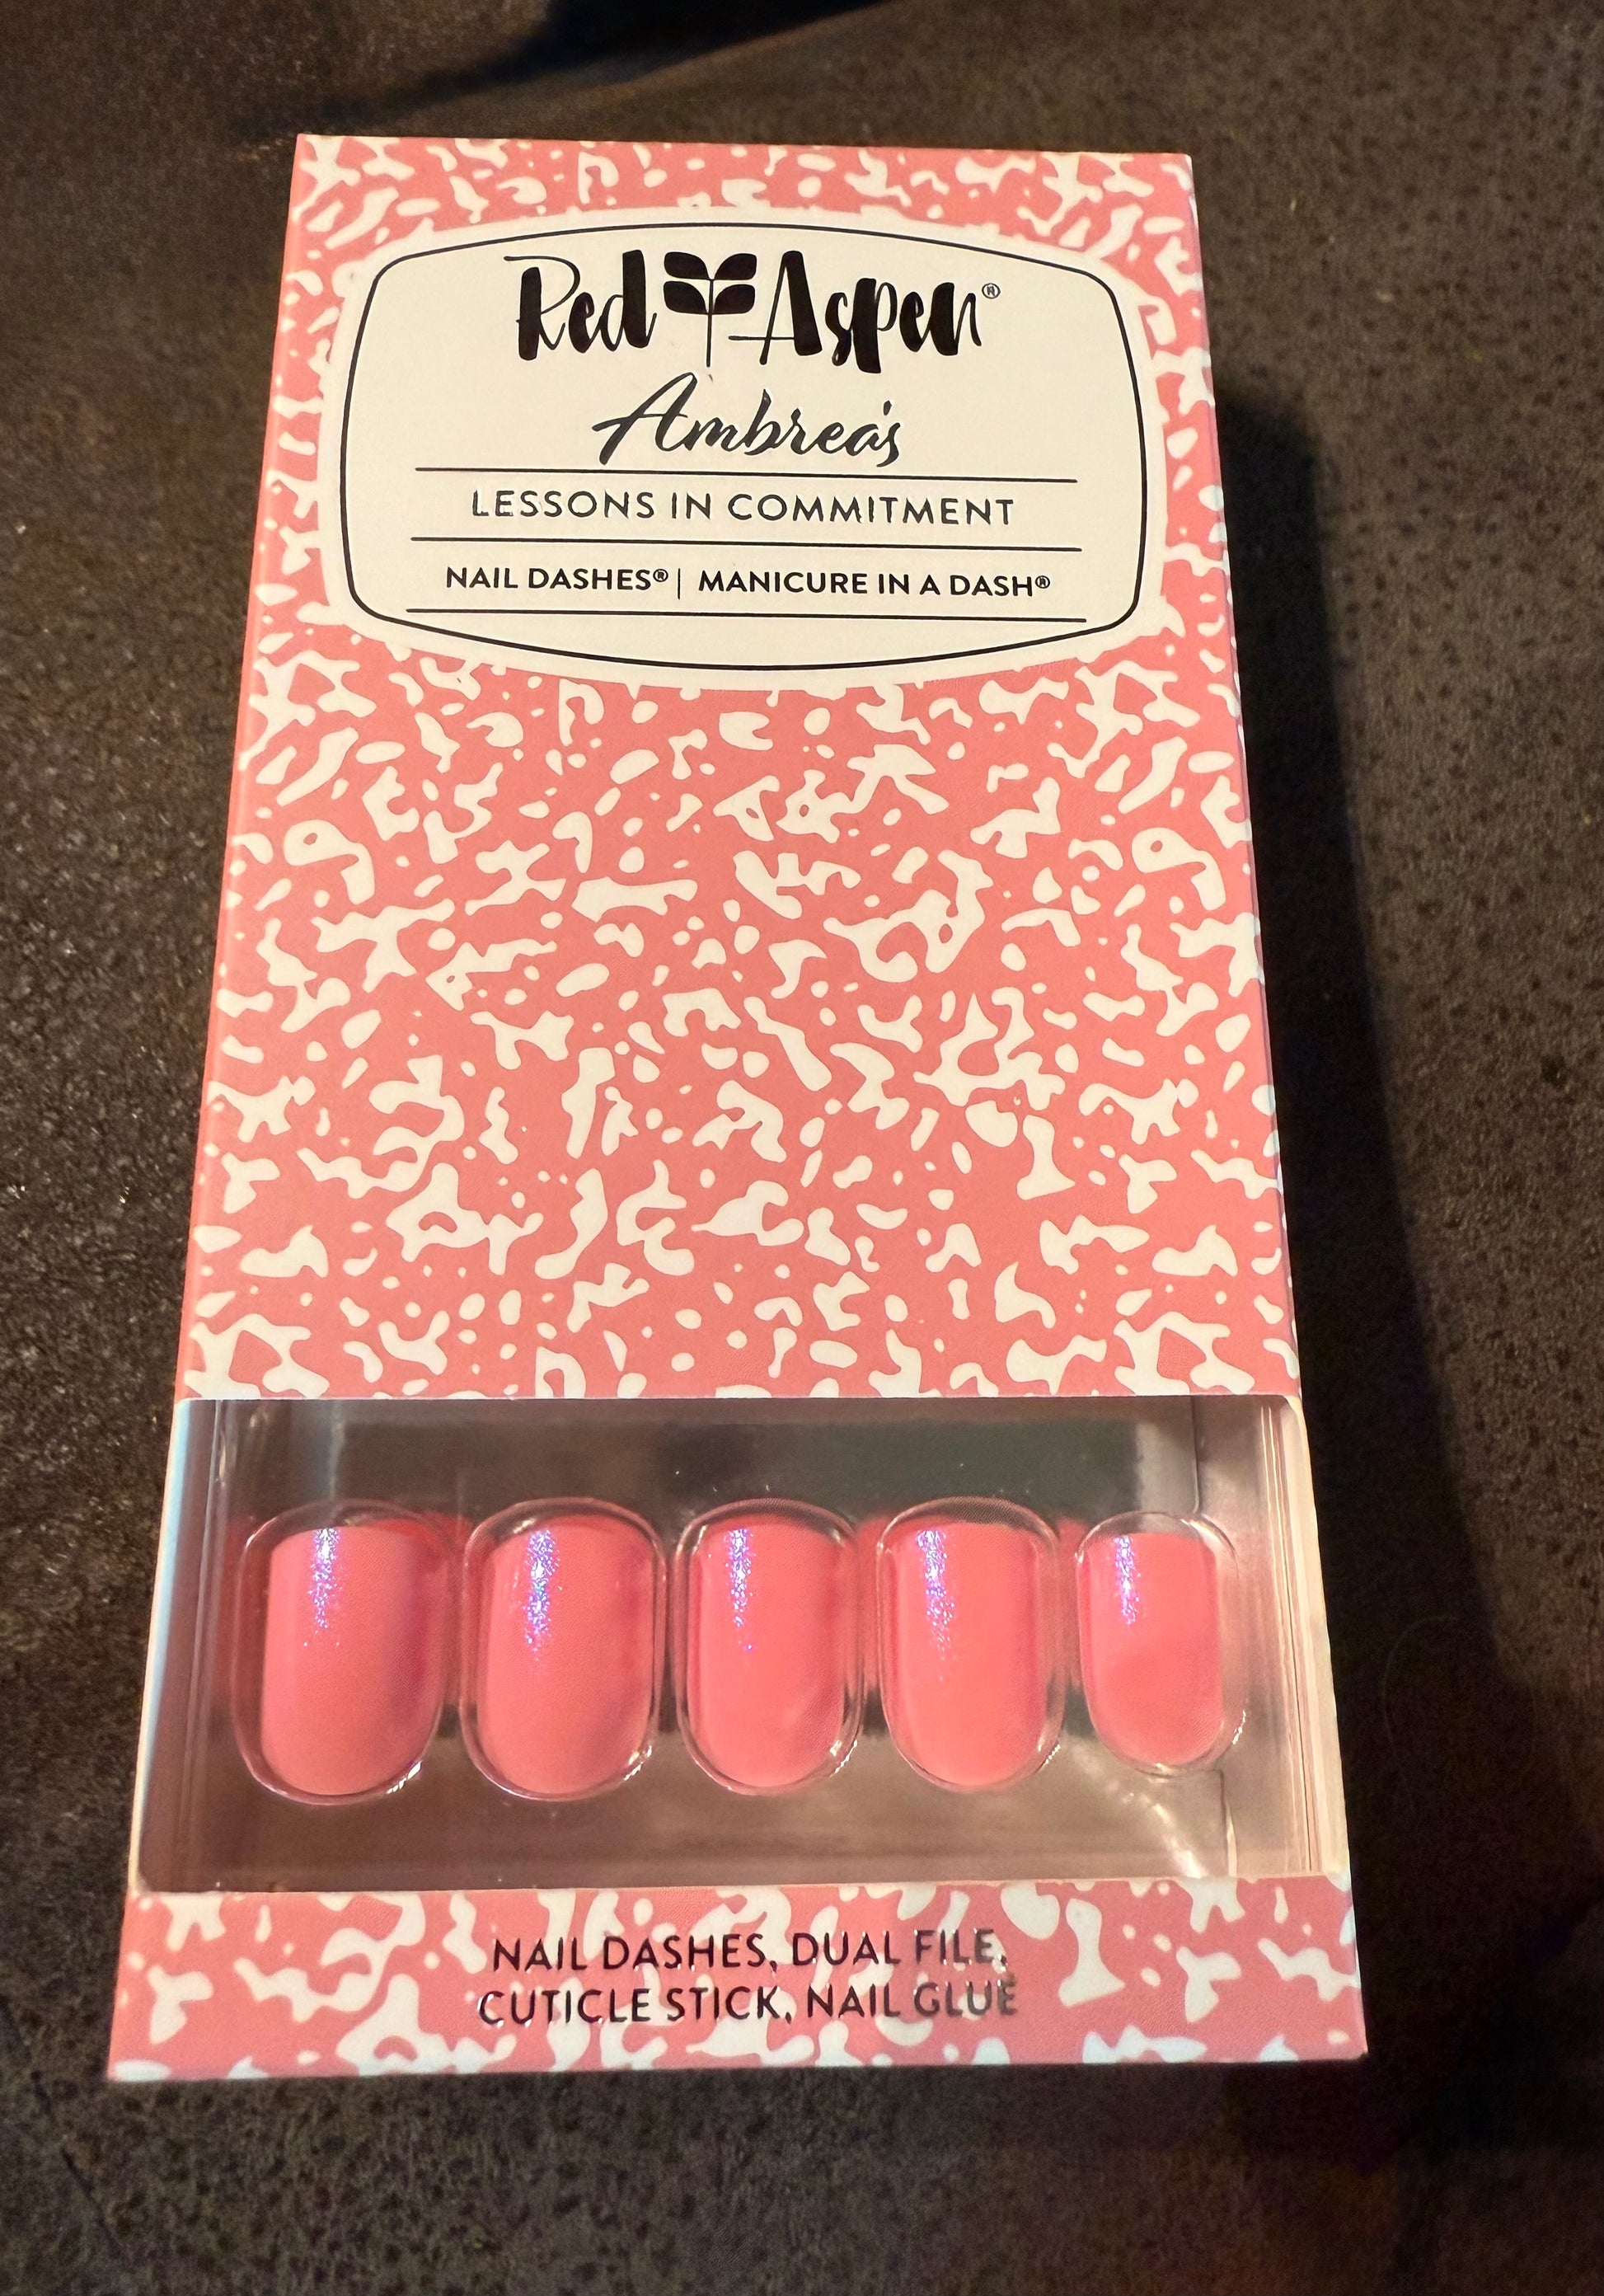 Red Aspen®
Ambrea's
LESSONS IN COMMITMENT
NAIL DASHES® | MANICURE IN A DASH®
NAIL DASHES, DUAL FILE,
CUTICLE STICK, NAIL GLUE